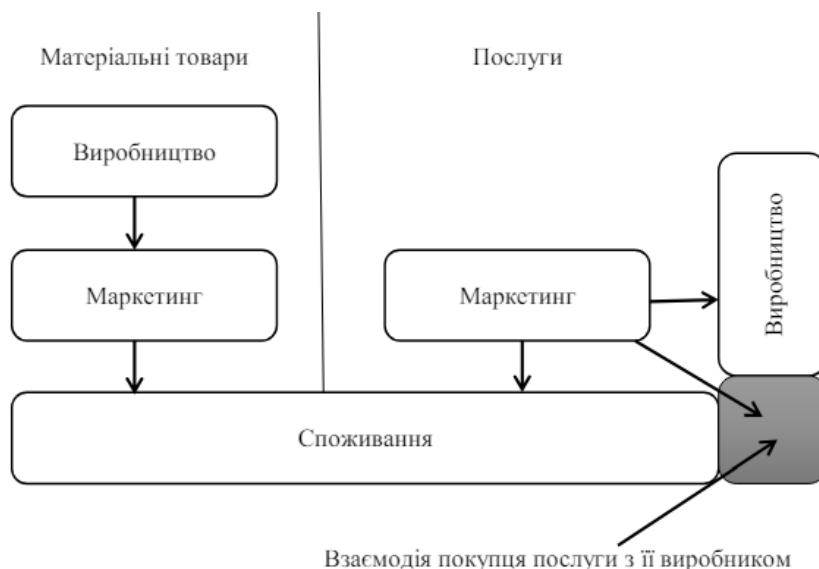 Матеріальні товари
Послуги
Виробництво
Маркетинг
Маркетинг
Виробництво
Споживання
Взаємодія покупця послуги з її виробником